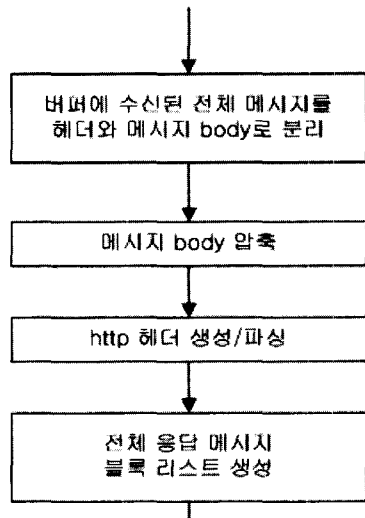 버퍼에 수신된 전체 메시지를
헤더와 메시지 body로 분리
메시지 body 압축
http 헤더 생성/파싱
전체 응답 메시지
블록 리스트 생성